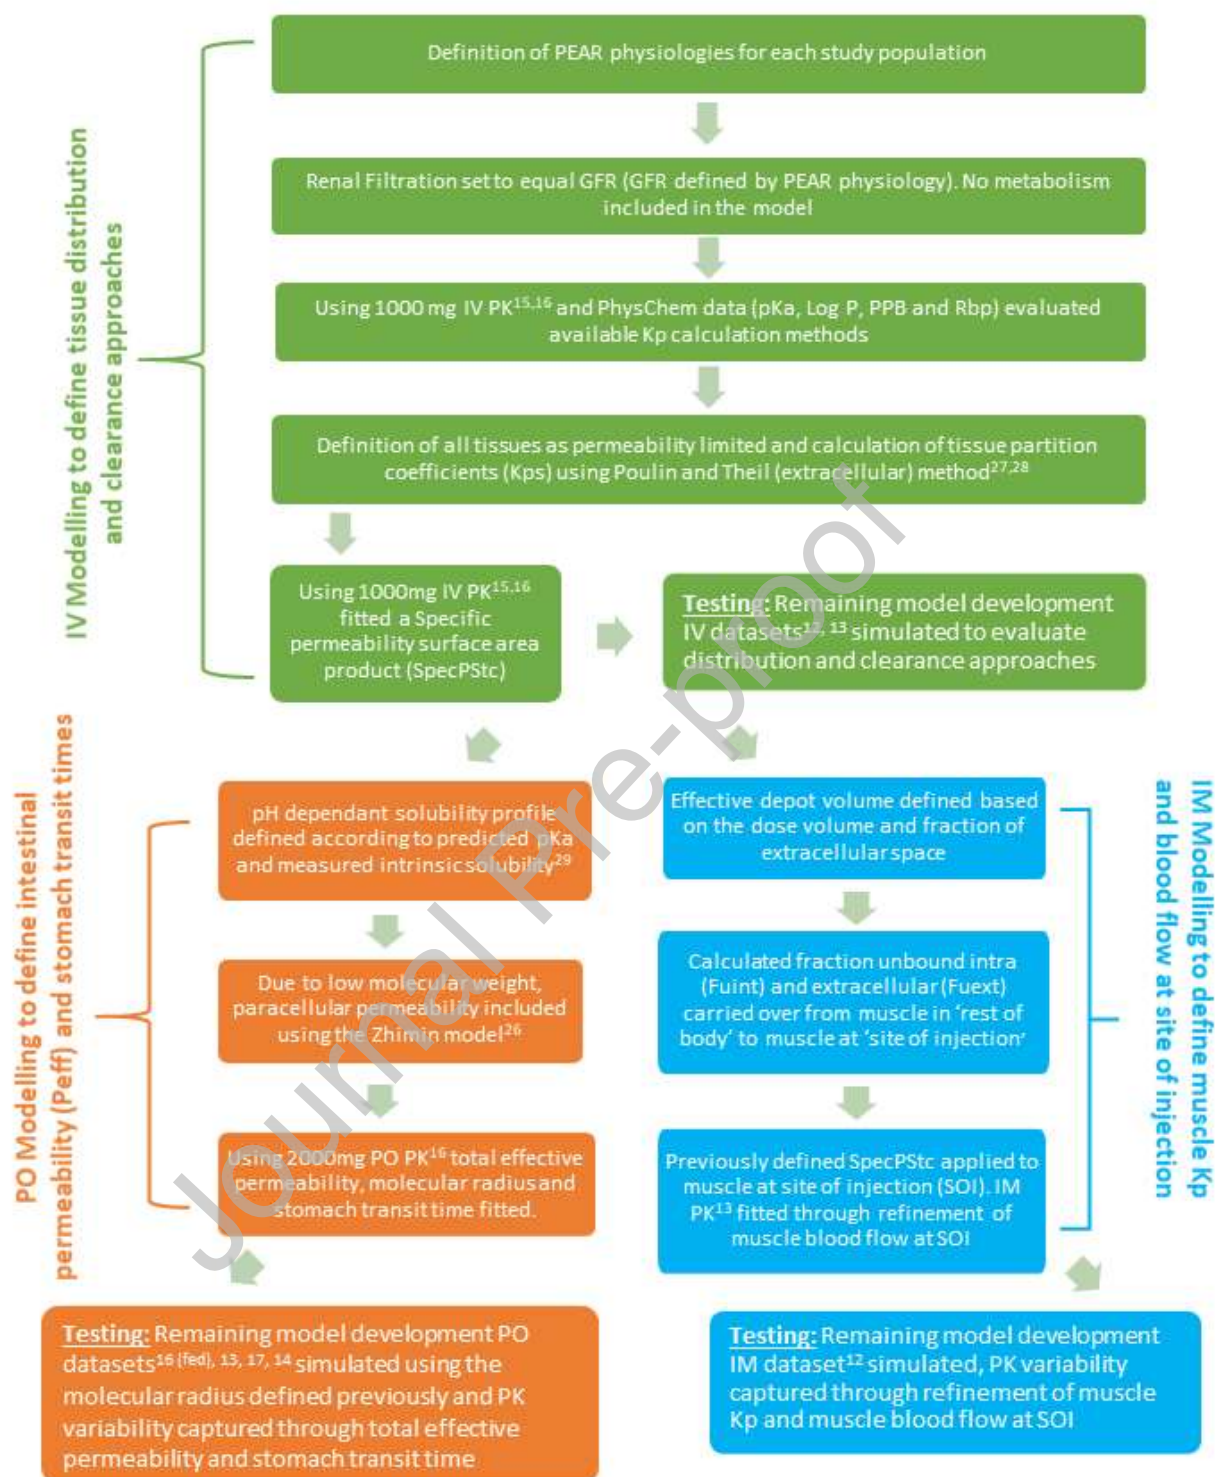 IV Modelling to define tissue distribution
and clearance approaches
Definition of PEAR physiologies for each study population
Renal Filtration set to equal GFR (GFR defined by PEAR physiology). No metabolism
included in the model
Using 1000 mg IV PK15,16 and PhysChem data (pKa, Log P, PPB and Rbp) evaluated
available Kp calculation methods
Definition of all tissues as permeability limited and calculation of tissue partition
coefficients (Kps) using Poulin and Theil (extracellular) method27,28
Using 1000mg IV PK15,16
fitted a Specific
permeability surface area
product (SpecPStc)
Testing: Remaining model development
IV datasets12, 13 simulated to evaluate
distribution and clearance approaches
PO Modelling to define intestinal
permeability (Peff) and stomach transit times
pH dependant solubility profile
defined according to predicted pKa
and measured intrinsic solubility29
Due to low molecular weight,
paracellular permeability included
using the Zhimin model26
Using 2000mg PO PK16 total effective
permeability, molecular radius and
stomach transit time fitted.
Testing: Remaining model development PO
datasets16 (fed), 13, 17, 14 simulated using the
molecular radius defined previously and PK
variability captured through total effective
permeability and stomach transit time
IM Modelling to define muscle Kp
and blood flow at site of injection
Effective depot volume defined based
on the dose volume and fraction of
extracellular space
Calculated fraction unbound intra
(Fuint) and extracellular (Fuext)
carried over from muscle in ‘rest of
body’ to muscle at ‘site of injection’
Previously defined SpecPStc applied to
muscle at site of injection (SOI). IM
PK13 fitted through refinement of
muscle blood flow at SOI
Testing: Remaining model development
IM dataset12 simulated, PK variability
captured through refinement of muscle
Kp and muscle blood flow at SOI
Journal Pre-proof